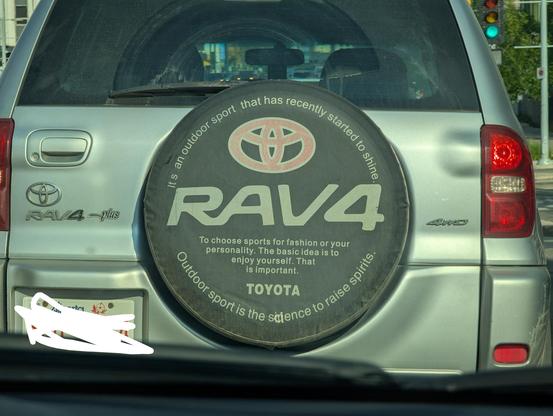 It's an outdoor sport that has recently started to shine.
RAV4
To choose sports for fashion or your
personality. The basic idea is to
enjoy yourself. That
is important.
TOYOTA
Outdoor sport is the science to raise spirits.
RAV4 plus
4WD